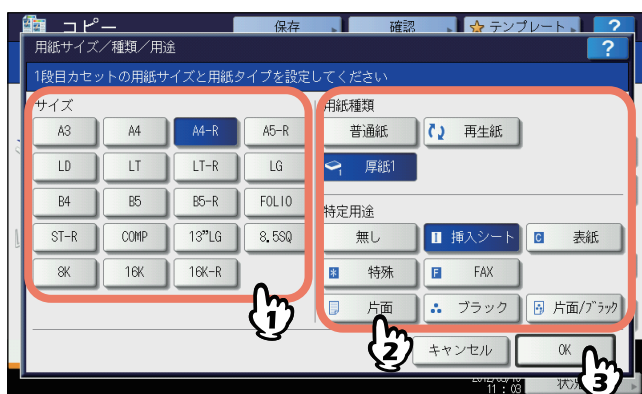 コピー 保存 確認 テンプレート ?
用紙サイズ/種類/用途 ?
1段目カセットの用紙サイズと用紙タイプを設定してください
サイズ
A3 A4 A4-R A5-R
LD LT LT-R LG
B4 B5 B5-R FOLIO
ST-R COMP 13"LG 8.5SQ
8K 16K 16K-R
1
用紙種類
普通紙 再生紙
1 厚紙1
特定用途
無し 挿入シート C 表紙
特殊 F FAX
片面 ブラック 片面/ブラック
2
キャンセル OK
3
11:03 状況